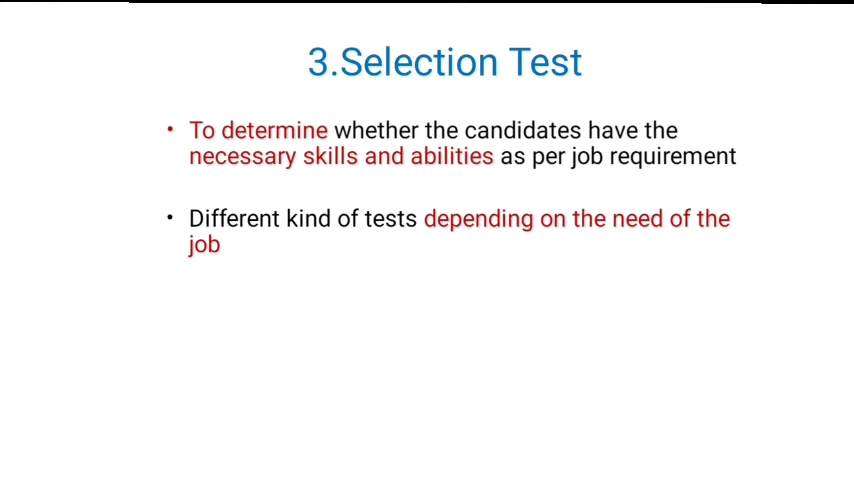 3.Selection Test
• To determine whether the candidates have the
necessary skills and abilities as per job requirement
• Different kind of tests depending on the need of the
job